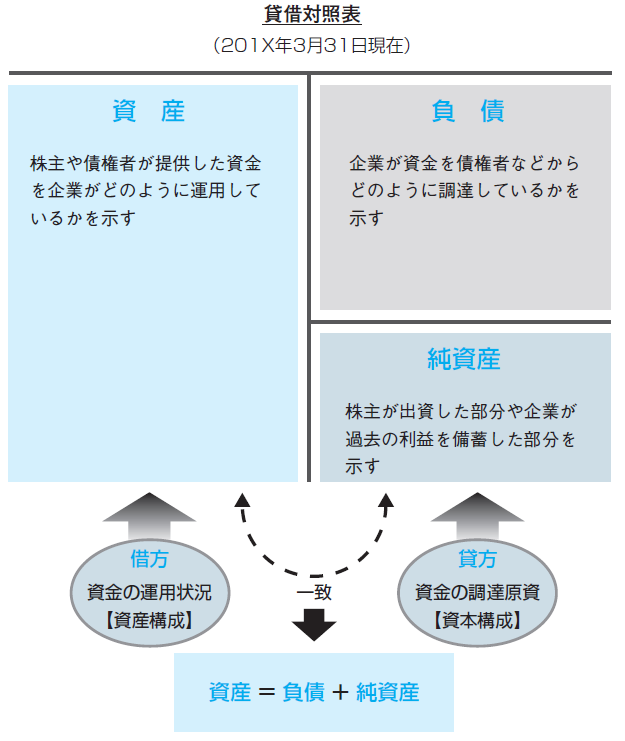 貸借対照表
（201X年3月31日現在）
資　産
株主や債権者が提供した資金
を企業がどのように運用して
いるかを示す
負　債
企業が資金を債権者などから
どのように調達しているかを
示す
純資産
株主が出資した部分や企業が
過去の利益を備蓄した部分を
示す
借方
資金の運用状況
【資産構成】
一致
貸方
資金の調達原資
【資本構成】
資産 = 負債 + 純資産